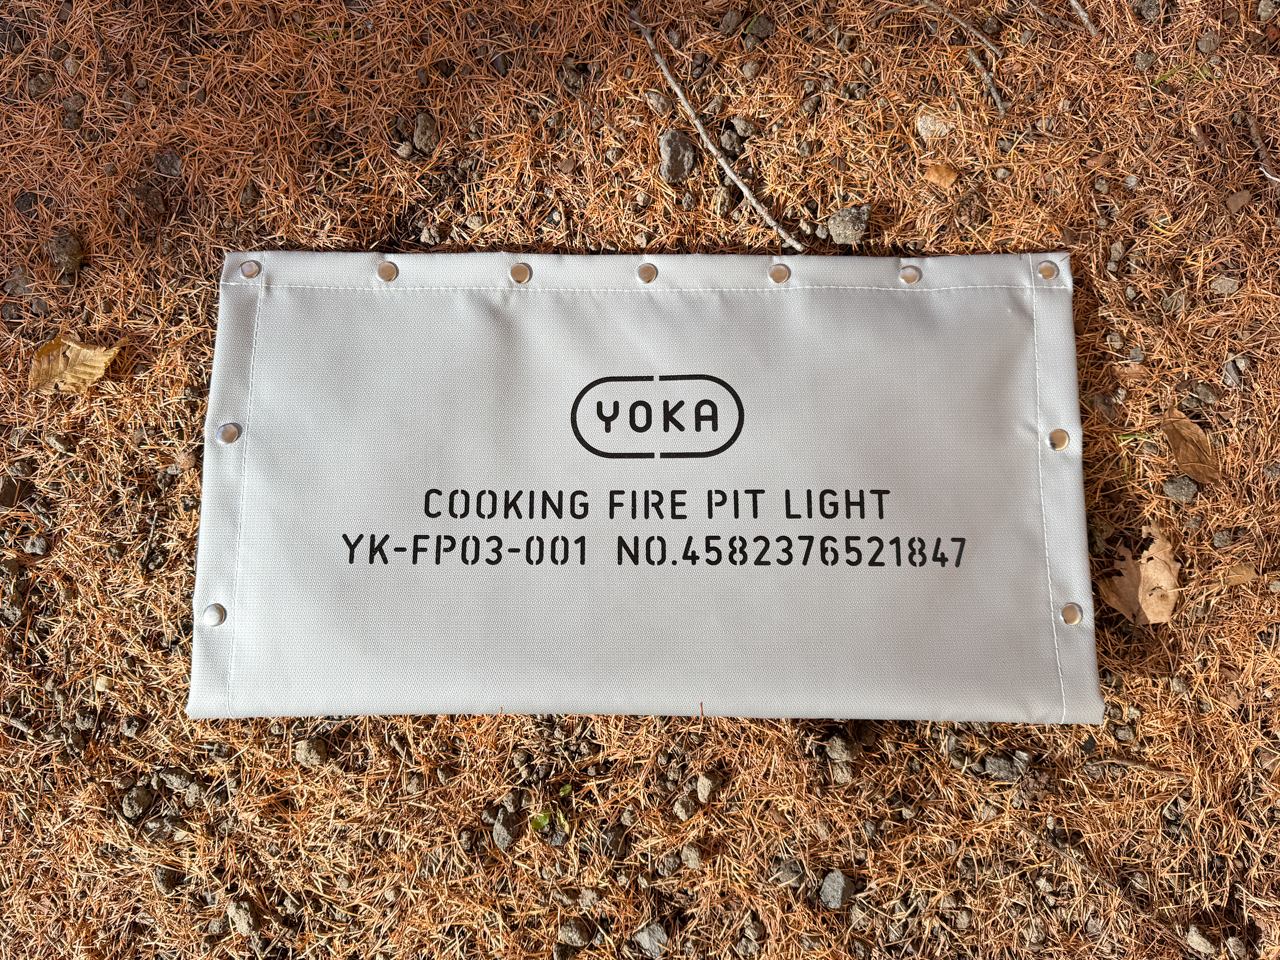 YOKA
COOKING FIRE PIT LIGHT
YK-FP03-001 NO.4582376521847